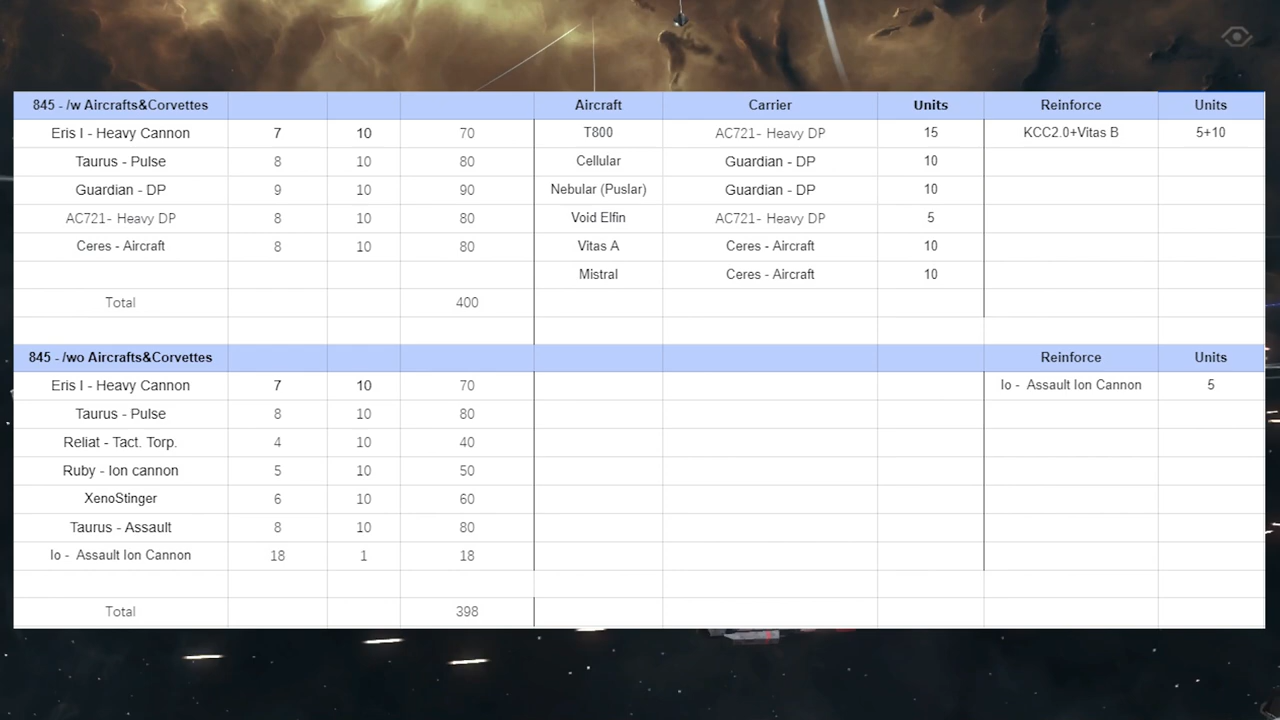 845 - /w Aircrafts&Corvettes Aircraft Carrier Units Reinforce Units
Eris I - Heavy Cannon 7 10 70 T800 AC721- Heavy DP 15 KCC2.0+Vitas B 5+10
Taurus - Pulse 8 10 80 Cellular Guardian - DP 10
Guardian - DP 9 10 90 Nebular (Puslar) Guardian - DP 10
AC721- Heavy DP 8 10 80 Void Elfin AC721- Heavy DP 5
Ceres - Aircraft 8 10 80 Vitas A Ceres - Aircraft 10
Mistral Ceres - Aircraft 10
Total 400
845 - /wo Aircrafts&Corvettes Reinforce Units
Eris I - Heavy Cannon 7 10 70 Io - Assault Ion Cannon 5
Taurus - Pulse 8 10 80
Reliat - Tact. Torp. 4 10 40
Ruby - Ion cannon 5 10 50
XenoStinger 6 10 60
Taurus - Assault 8 10 80
Io - Assault Ion Cannon 18 1 18
Total 398